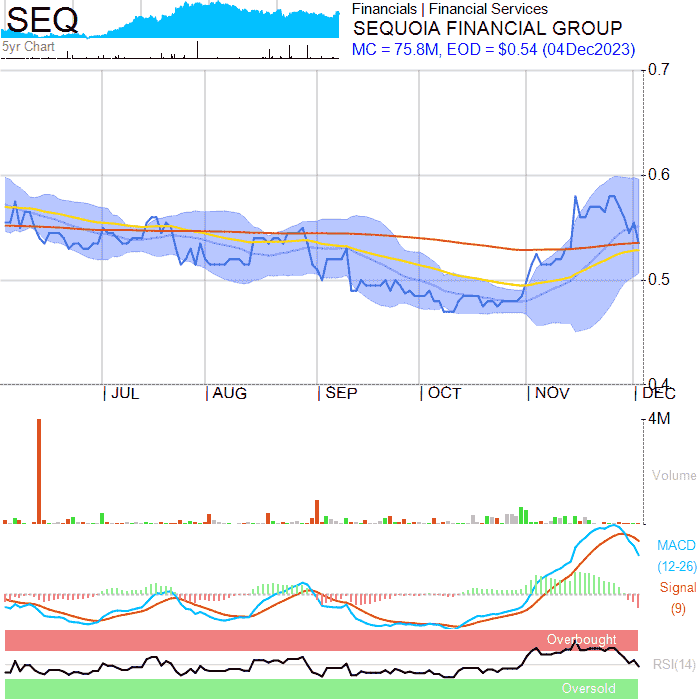 SEQ
5yr Chart
Financials | Financial Services
SEQUOIA FINANCIAL GROUP
MC = 75.8M, EOD = $0.54 (04Dec2023)
0.7
0.6
0.5
0.4
JUL AUG SEP OCT NOV DEC
4M
Volume
MACD
(12-26)
Signal
(9)
Overbought
RSI(14)
Oversold